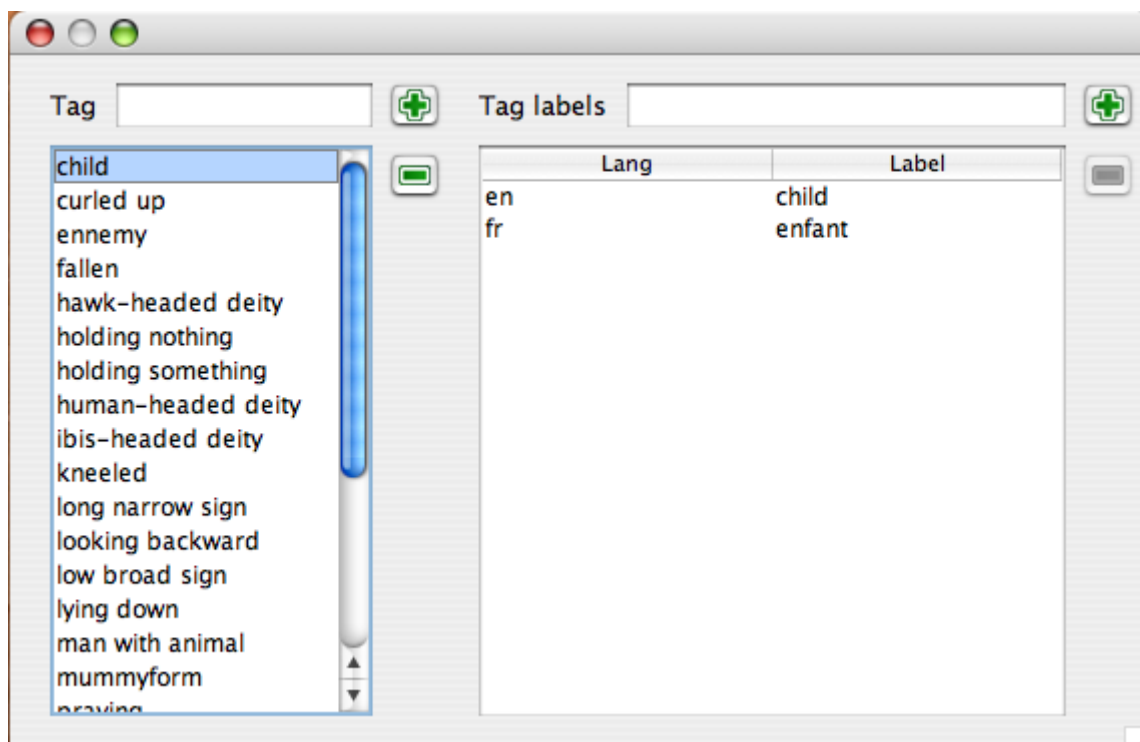 Tag
Tag labels
child
curled up
ennemy
fallen
hawk-headed deity
holding nothing
holding something
human-headed deity
ibis-headed deity
kneeled
long narrow sign
looking backward
low broad sign
lying down
man with animal
mummyform
praying
Lang Label
en child
fr enfant